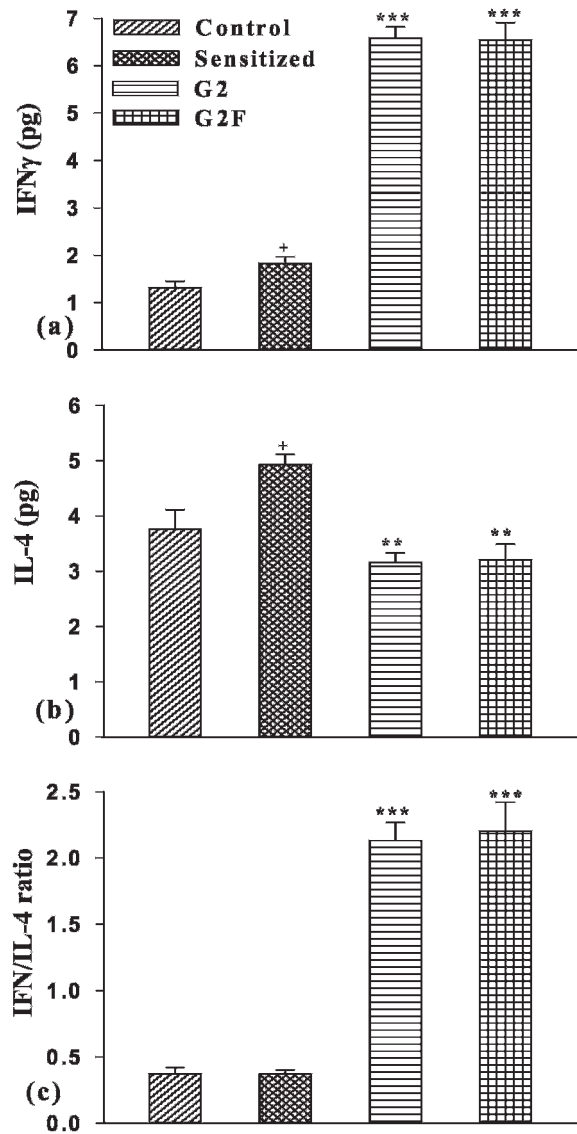 Control
Sensitized
G2
G2F
*** ***
7
6
5
4
3
2
1
0
+
IFNγ (pg)
(a)
6
5
4
3
2
1
0
+
** **
IL-4 (pg)
(b)
2.5
2.0
1.5
1.0
0.5
0.0
*** ***
IFN/IL-4 ratio
(c)